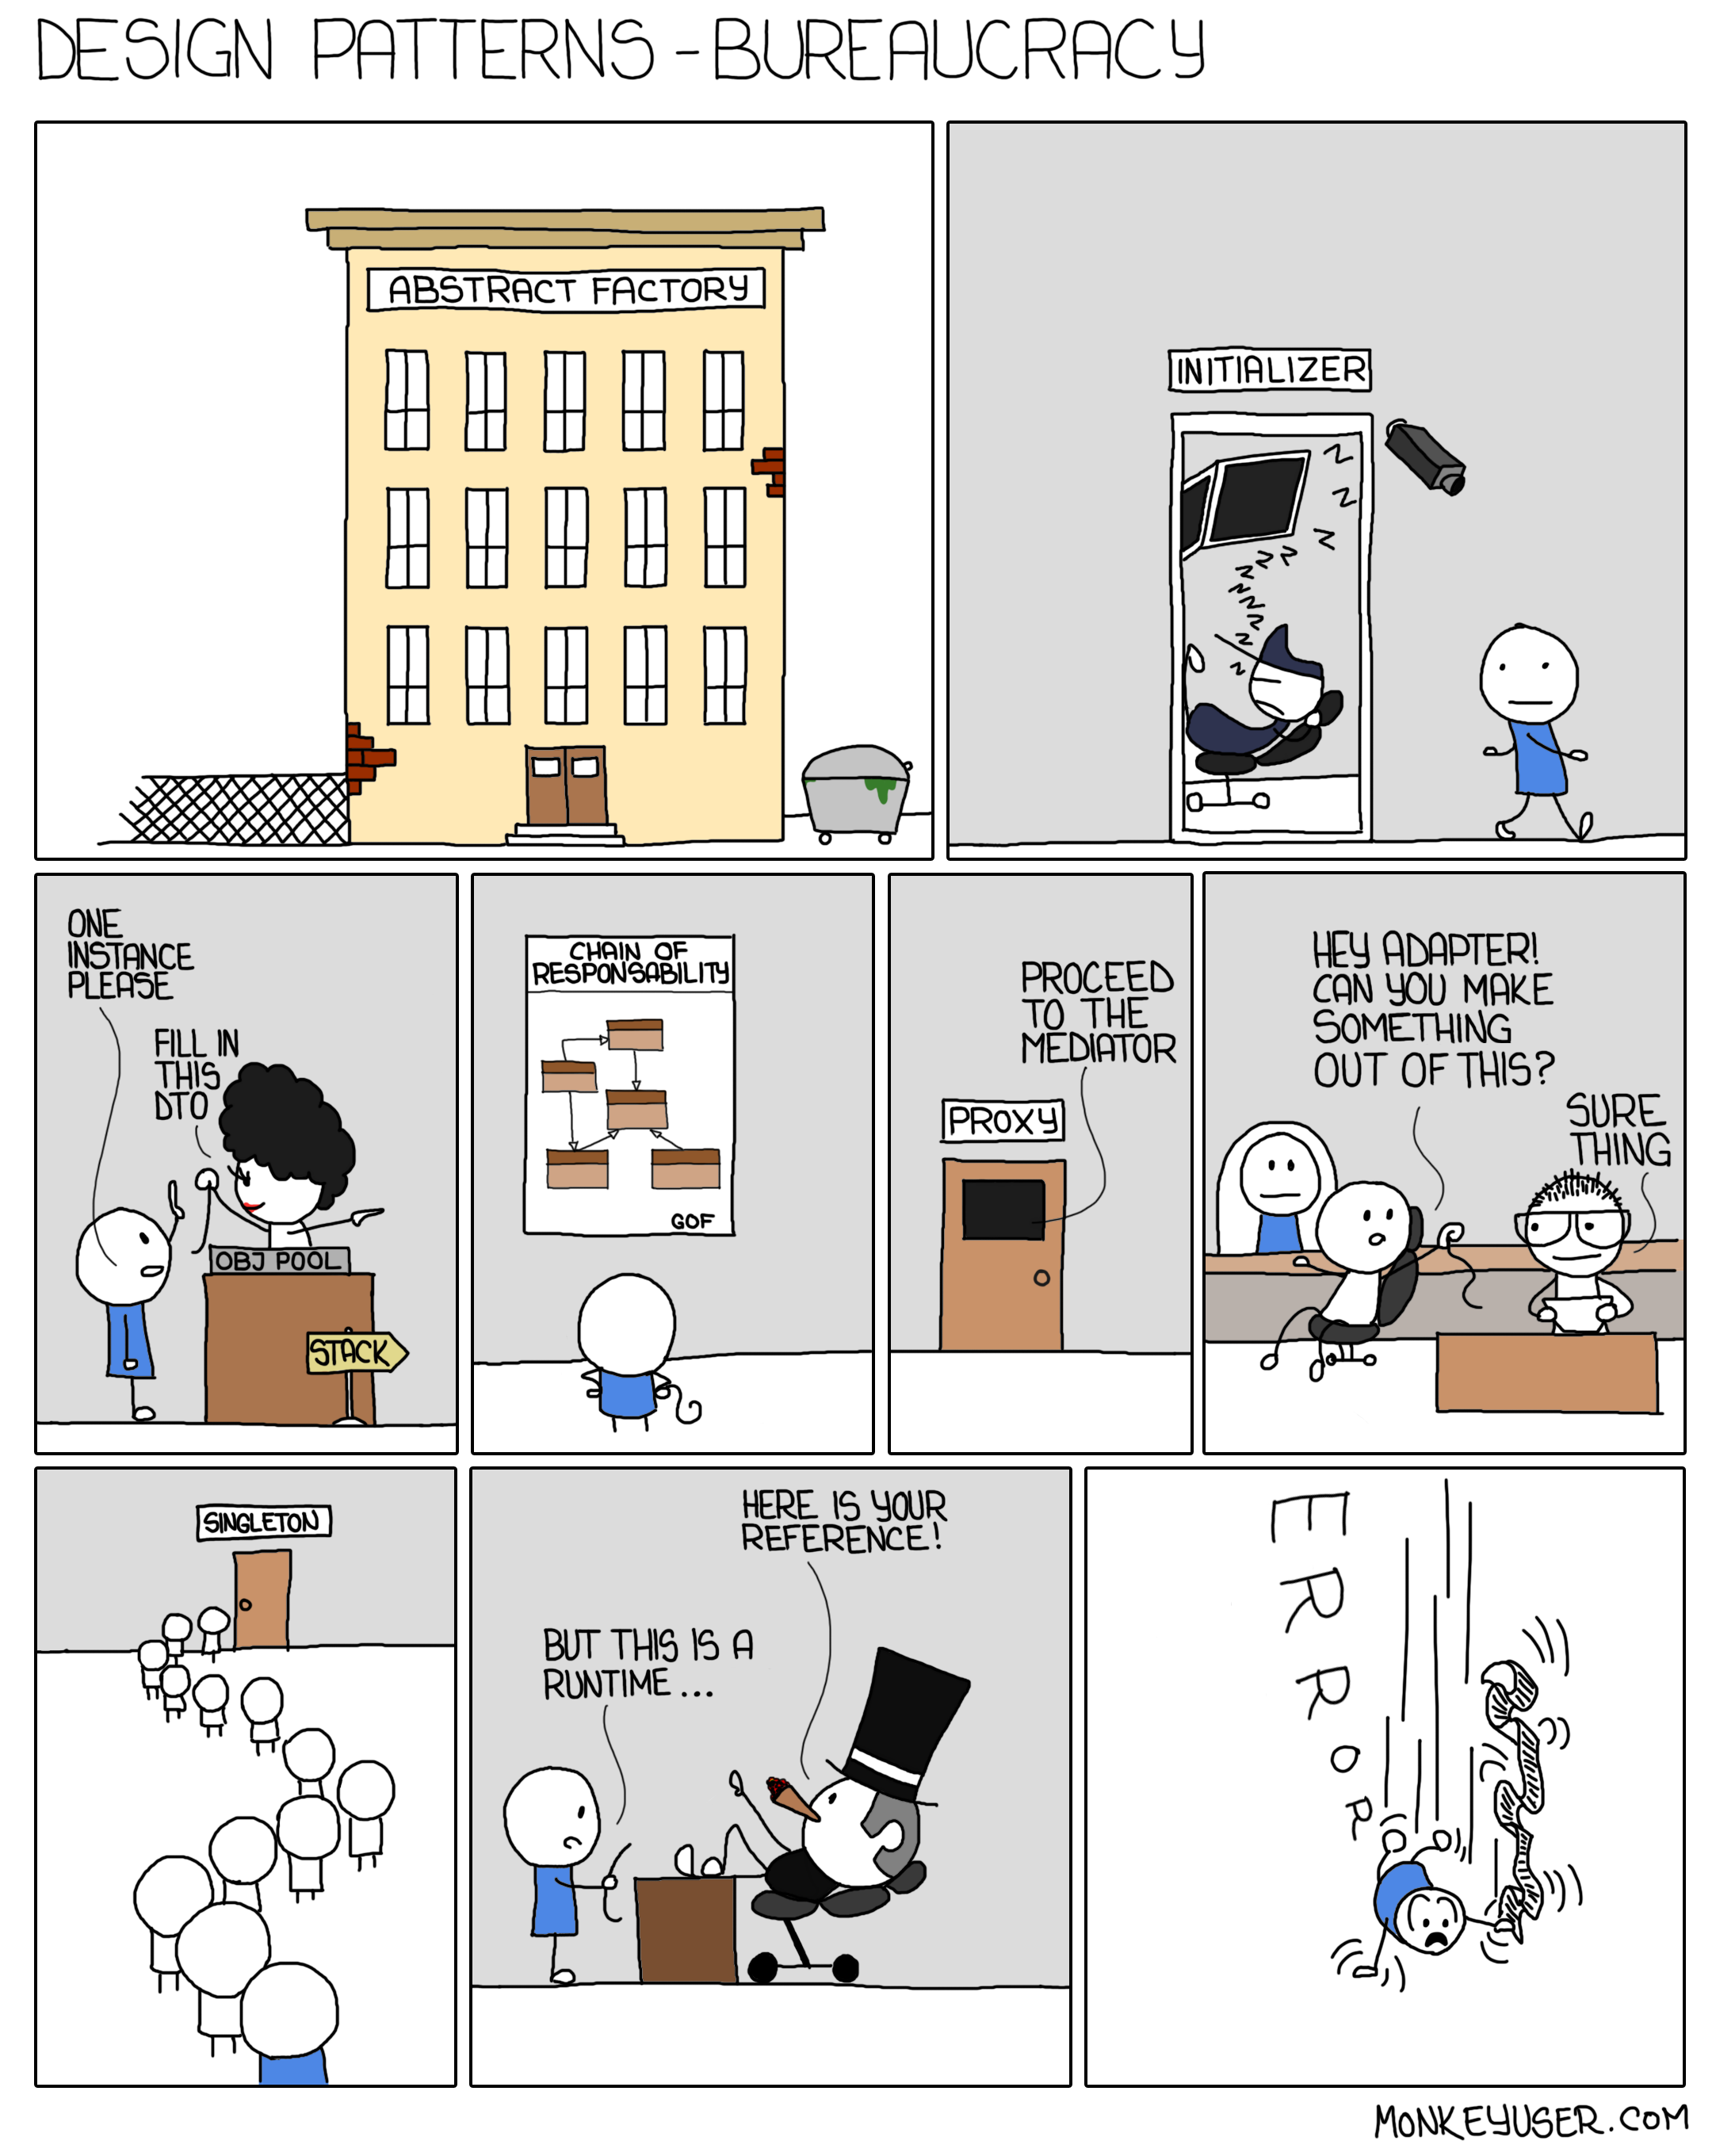 DESIGN PATTERNS - BUREAUCRACY
ABSTRACT FACTORY
INITIALIZER
Z
Z
Z
Z
Z
Z
Z
Z
Z
Z
Z
Z
ONE
INSTANCE
PLEASE
FILL IN
THIS
DTO
OBJ POOL
STACK
CHAIN OF
RESPONSABILITY
GOF
PROCEED
TO THE
MEDIATOR
PROXY
HEY ADAPTER!
CAN YOU MAKE
SOMETHING
OUT OF THIS?
SURE
THING
SINGLETON
HERE IS YOUR
REFERENCE!
BUT THIS IS A
RUNTIME ...
ERROR
MONKEYUSER.COM